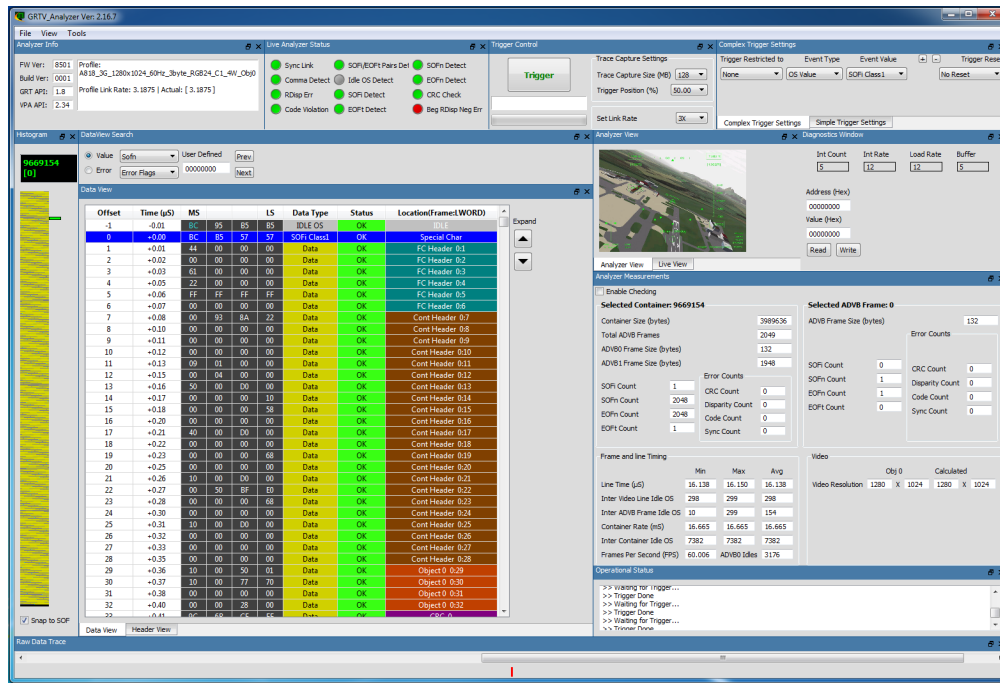 GRTV_Analyzer Ver: 2.16.7
File View Tools
Analyzer Info
FW Ver: 8501
Build Ver: 0001
GRT API: 1.8
VPA API: 2.34
Profile:
A818_3G_1280x1024_60Hz_3byte_RGB24_C1_4W_Obj0
Profile Link Rate: 3.1875 | Actual: [ 3.1875 ]
Live Analyzer Status
Sync Link SOFi/EOFt Pairs Det SOFn Detect
Comma Detect Idle OS Detect EOFn Detect
RDisp Err SOFi Detect CRC Check
Code Violation EOFt Detect Beg RDisp Neg Err
Trigger Control
Trigger
Trace Capture Settings
Trace Capture Size (MB) 128
Trigger Position (%) 50.00
Set Link Rate 3X
Complex Trigger Settings
Trigger Restricted to Event Type Event Value + - Trigger Rese
None OS Value SOFi Class1 No Reset
Complex Trigger Settings Simple Trigger Settings
Histogram
9669154
[0]
Snap to SOF
DataView Search
Value Sofn User Defined Prev
Error Error Flags 00000000 Next
Data View
Offset Time (µS) MS LS Data Type Status Location(Frame:LWORD)
-1 -0.01 BC 95 B5 B5 IDLE OS OK IDLE
0 +0.00 BC B5 57 57 SOFi Class1 OK Special Char
1 +0.01 44 00 00 00 Data OK FC Header 0:1
2 +0.02 00 00 00 00 Data OK FC Header 0:2
3 +0.03 61 00 00 00 Data OK FC Header 0:3
4 +0.05 22 00 00 00 Data OK FC Header 0:4
5 +0.06 FF FF FF FF Data OK FC Header 0:5
6 +0.07 00 00 00 00 Data OK FC Header 0:6
7 +0.08 00 93 8A 22 Data OK Cont Header 0:7
8 +0.10 00 00 00 00 Data OK Cont Header 0:8
9 +0.11 00 00 00 00 Data OK Cont Header 0:9
10 +0.12 00 00 00 00 Data OK Cont Header 0:10
11 +0.13 09 01 00 00 Data OK Cont Header 0:11
12 +0.15 00 04 00 00 Data OK Cont Header 0:12
13 +0.16 50 00 D0 00 Data OK Cont Header 0:13
14 +0.17 00 00 00 10 Data OK Cont Header 0:14
15 +0.18 00 00 00 58 Data OK Cont Header 0:15
16 +0.20 00 00 00 00 Data OK Cont Header 0:16
17 +0.21 40 00 D0 00 Data OK Cont Header 0:17
18 +0.22 00 00 00 00 Data OK Cont Header 0:18
19 +0.23 00 00 00 68 Data OK Cont Header 0:19
20 +0.25 00 00 00 00 Data OK Cont Header 0:20
21 +0.26 10 00 D0 00 Data OK Cont Header 0:21
22 +0.27 00 50 BF E0 Data OK Cont Header 0:22
23 +0.28 00 00 00 68 Data OK Cont Header 0:23
24 +0.30 00 00 00 00 Data OK Cont Header 0:24
25 +0.31 10 00 D0 00 Data OK Cont Header 0:25
26 +0.32 00 00 00 00 Data OK Cont Header 0:26
27 +0.33 00 00 00 00 Data OK Cont Header 0:27
28 +0.35 00 00 00 00 Data OK Cont Header 0:28
29 +0.36 10 00 50 01 Data OK Object 0 0:29
30 +0.37 10 00 77 70 Data OK Object 0 0:30
31 +0.38 00 00 00 00 Data OK Object 0 0:31
32 +0.40 00 00 28 00 Data OK Object 0 0:32
Expand
Data View Header View
Analyzer View
Analyzer View Live View
Diagnostics Window
Int Count Int Rate Load Rate Buffer
5 12 12 5
Address (Hex)
00000000
Value (Hex)
00000000
Read Write
Analyzer Measurements
Enable Checking
Selected Container: 9669154
Container Size (bytes) 3989636
Total ADVB Frames 2049
ADVB0 Frame Size (bytes) 132
ADVB1 Frame Size (bytes) 1948
SOFi Count 1
SOFn Count 2048
EOFn Count 2048
EOFt Count 1
Error Counts
CRC Count 0
Disparity Count 0
Code Count 0
Sync Count 0
Selected ADVB Frame: 0
ADVB Frame Size (bytes) 132
SOFi Count 0
SOFn Count 1
EOFn Count 1
EOFt Count 0
Error Counts
CRC Count 0
Disparity Count 0
Code Count 0
Sync Count 0
Frame and line Timing
Min Max Avg
Line Time (µS) 16.138 16.150 16.138
Inter Video Line Idle OS 298 299 298
Inter ADVB Frame Idle OS 10 299 154
Container Rate (mS) 16.665 16.665 16.665
Inter Container Idle OS 7382 7382 7382
Frames Per Second (FPS) 60.006 ADVB0 Idles 3176
Video
Obj 0 Calculated
Video Resolution 1280 X 1024 1280 X 1024
Operational Status
>> Waiting for Trigger...
>> Trigger Done
>> Waiting for Trigger...
>> Trigger Done
>> Waiting for Trigger...
>> Trigger Done
Raw Data Trace